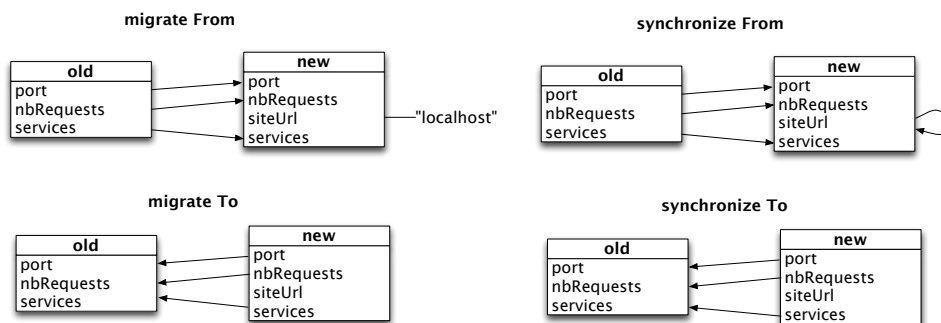 migrate From
old
port
nbRequests
services
new
port
nbRequests
siteUrl
services
"localhost"
synchronize From
old
port
nbRequests
services
new
port
nbRequests
siteUrl
services
migrate To
old
port
nbRequests
services
new
port
nbRequests
siteUrl
services
synchronize To
old
port
nbRequests
services
new
port
nbRequests
siteUrl
services